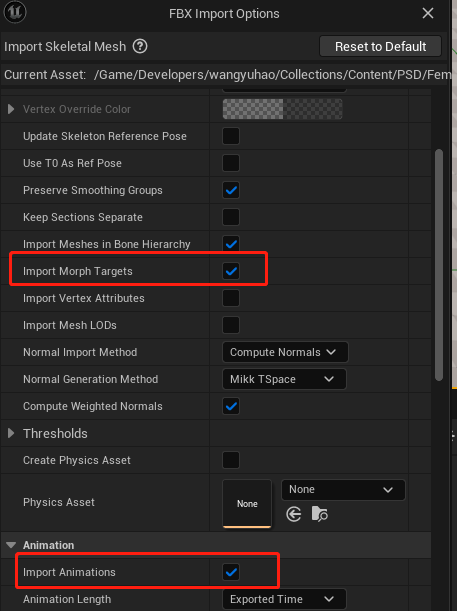 FBX Import Options
Import Skeletal Mesh ? Reset to Default
Current Asset: /Game/Developers/wangyuhao/Collections/Content/PSD/Fem
Vertex Override Color
Update Skeleton Reference Pose
Use T0 As Ref Pose
Preserve Smoothing Groups
Keep Sections Separate
Import Meshes in Bone Hierarchy
Import Morph Targets
Import Vertex Attributes
Import Mesh LODs
Normal Import Method Compute Normals
Normal Generation Method Mikk TSpace
Compute Weighted Normals
Thresholds
Create Physics Asset
Physics Asset None None
Animation
Import Animations
Animation Length Exported Time